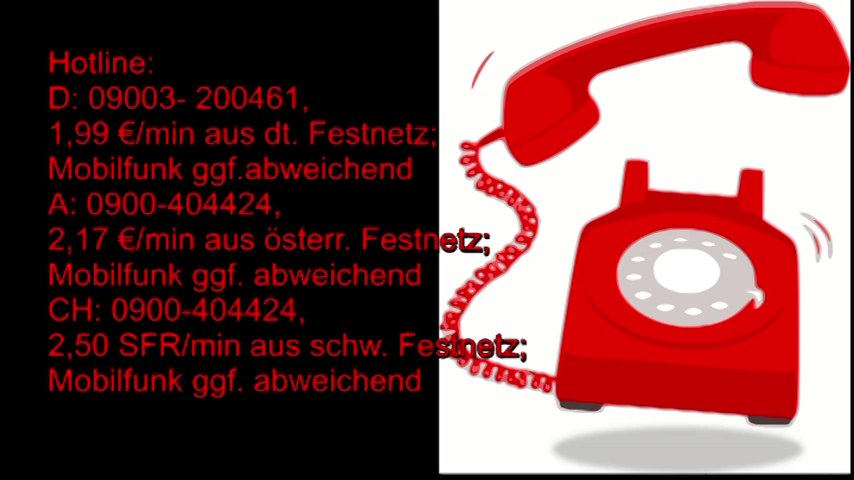 Hotline:
D: 09003- 200461,
1,99 €/min aus dt. Festnetz;
Mobilfunk ggf.abweichend
A: 0900-404424,
2,17 €/min aus österr. Festnetz;
Mobilfunk ggf. abweichend
CH: 0900-404424,
2,50 SFR/min aus schw. Festnetz;
Mobilfunk ggf. abweichend